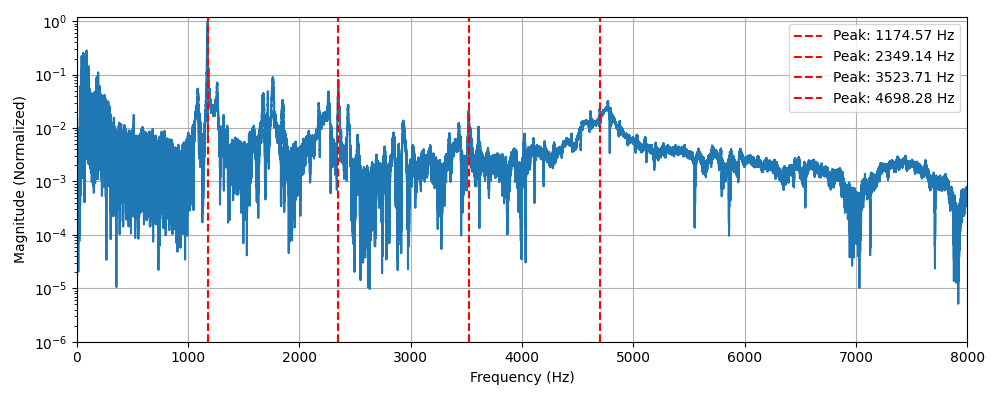 Magnitude (Normalized)
10⁰
10⁻¹
10⁻²
10⁻³
10⁻⁴
10⁻⁵
10⁻⁶
Peak: 1174.57 Hz
Peak: 2349.14 Hz
Peak: 3523.71 Hz
Peak: 4698.28 Hz
0 1000 2000 3000 4000 5000 6000 7000 8000
Frequency (Hz)